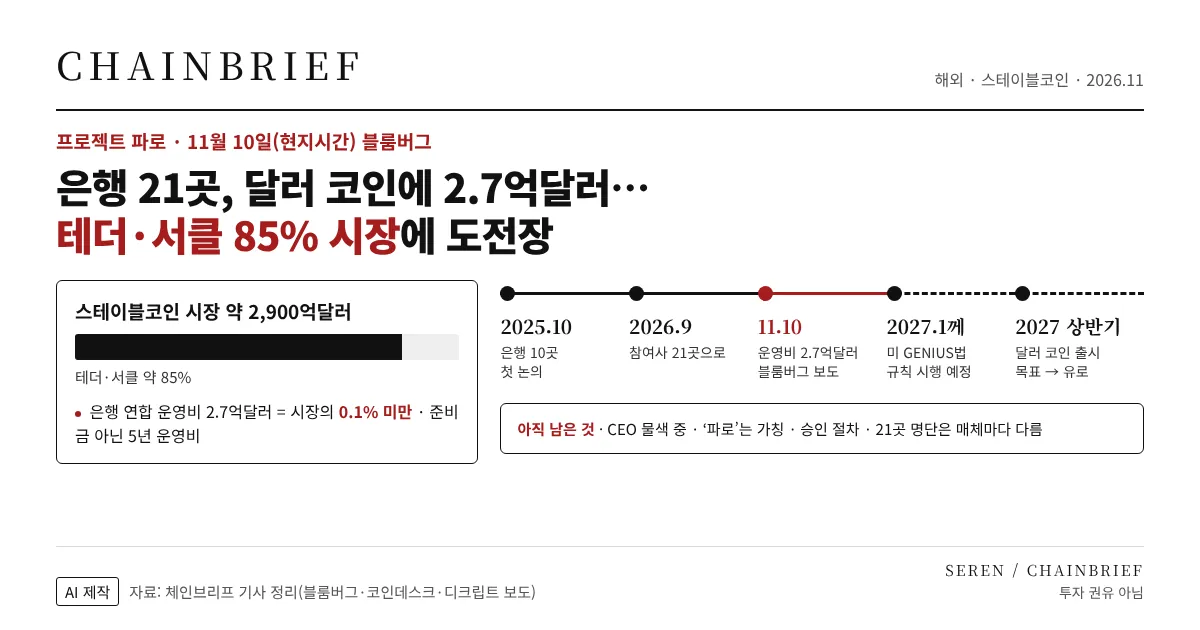 CHAINBRIEF
해외 · 스테이블코인 · 2026.11
프로젝트 파로 · 11월 10일(현지시간) 블룸버그
은행 21곳, 달러 코인에 2.7억달러…
테더·서클 85% 시장에 도전장
스테이블코인 시장 약 2,900억달러
테더·서클 약 85%
• 은행 연합 운영비 2.7억달러 = 시장의 0.1% 미만 · 준비
금 아닌 5년 운영비
2025.10
은행 10곳
첫 논의
2026.9
참여사 21곳으로
11.10
운영비 2.7억달러
블룸버그 보도
2027.1께
미 GENIUS법
규칙 시행 예정
2027 상반기
달러 코인 출시
목표 → 유로
아직 남은 것 · CEO 물색 중 · ‘파로’는 가칭 · 승인 절차 · 21곳 명단은 매체마다 다름
AI 제작
자료: 체인브리프 기사 정리(블룸버그·코인데스크·디크립트 보도)
SEREN / CHAINBRIEF
투자 권유 아님